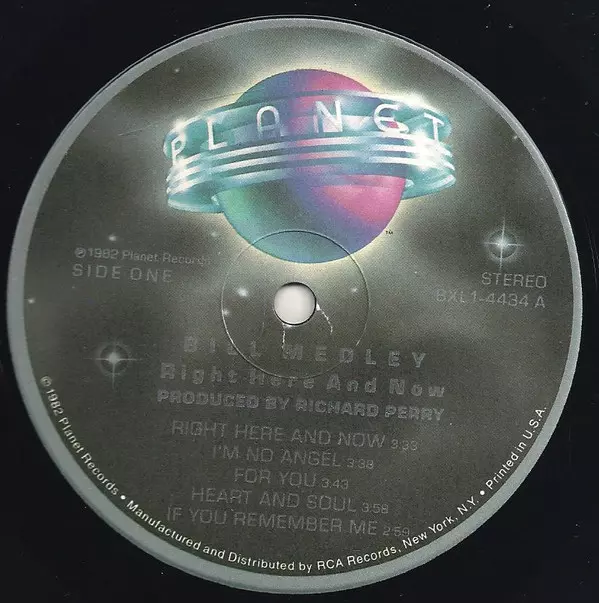 PLANET
™
℗1982 Planet Records
SIDE ONE
STEREO
BXL1-4434 A
BILL MEDLEY
Right Here And Now
PRODUCED BY RICHARD PERRY
RIGHT HERE AND NOW 3:33
I'M NO ANGEL 3:38
FOR YOU 3:43
HEART AND SOUL 3:58
IF YOU REMEMBER ME 2:59
©1982 Planet Records • Manufactured and Distributed by RCA Records, New York, N.Y. • Printed in U.S.A.